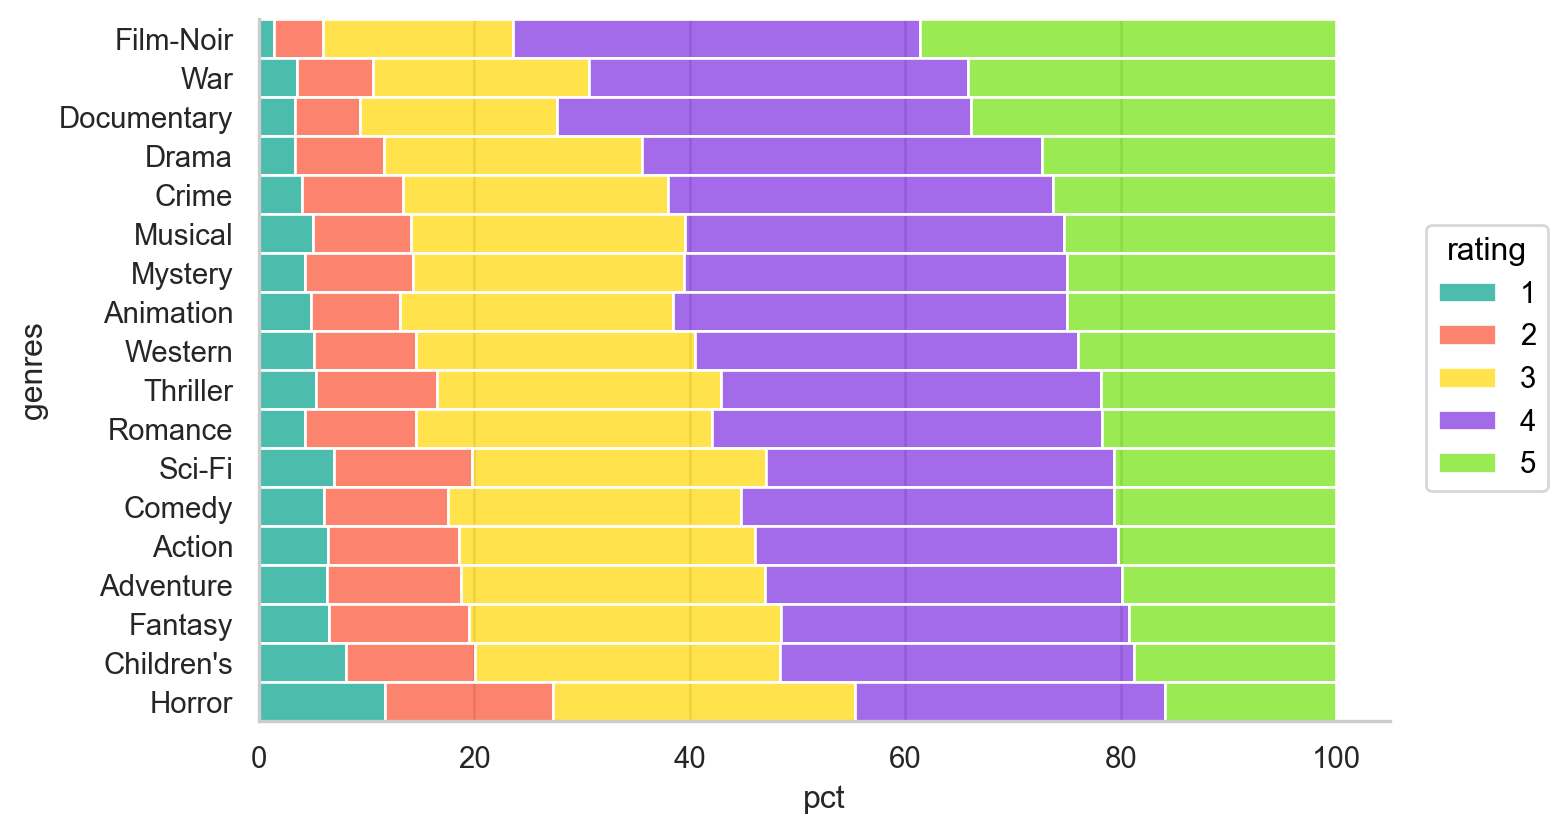 genres
Film-Noir
War
Documentary
Drama
Crime
Musical
Mystery
Animation
Western
Thriller
Romance
Sci-Fi
Comedy
Action
Adventure
Fantasy
Children's
Horror
0 20 40 60 80 100
pct
rating
1
2
3
4
5